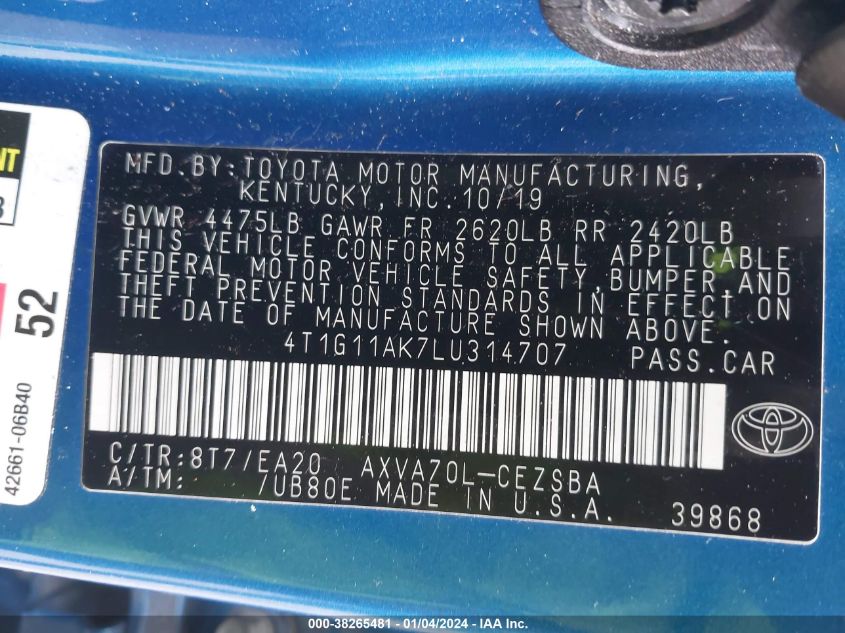 NT
3
52
42661-06B40
MFD.BY:TOYOTA MOTOR MANUFACTURING,
KENTUCKY,INC.10/19
GVWR 4475LB GAWR FR 2620LB RR 2420LB
THIS VEHICLE CONFORMS TO ALL APPLICABLE
FEDERAL MOTOR VEHICLE SAFETY,BUMPER,AND
THEFT PREVENTION STANDARDS IN EFFECT ON
THE DATE OF MANUFACTURE SHOWN ABOVE.
4T1G11AK7LU314707 PASS.CAR
C/TR:8T7/EA20 AXVA70L-CEZSBA
A/TM: /UB80E MADE IN U.S.A. 39868
000-38265481 - 01/04/2024 - IAA, Inc.